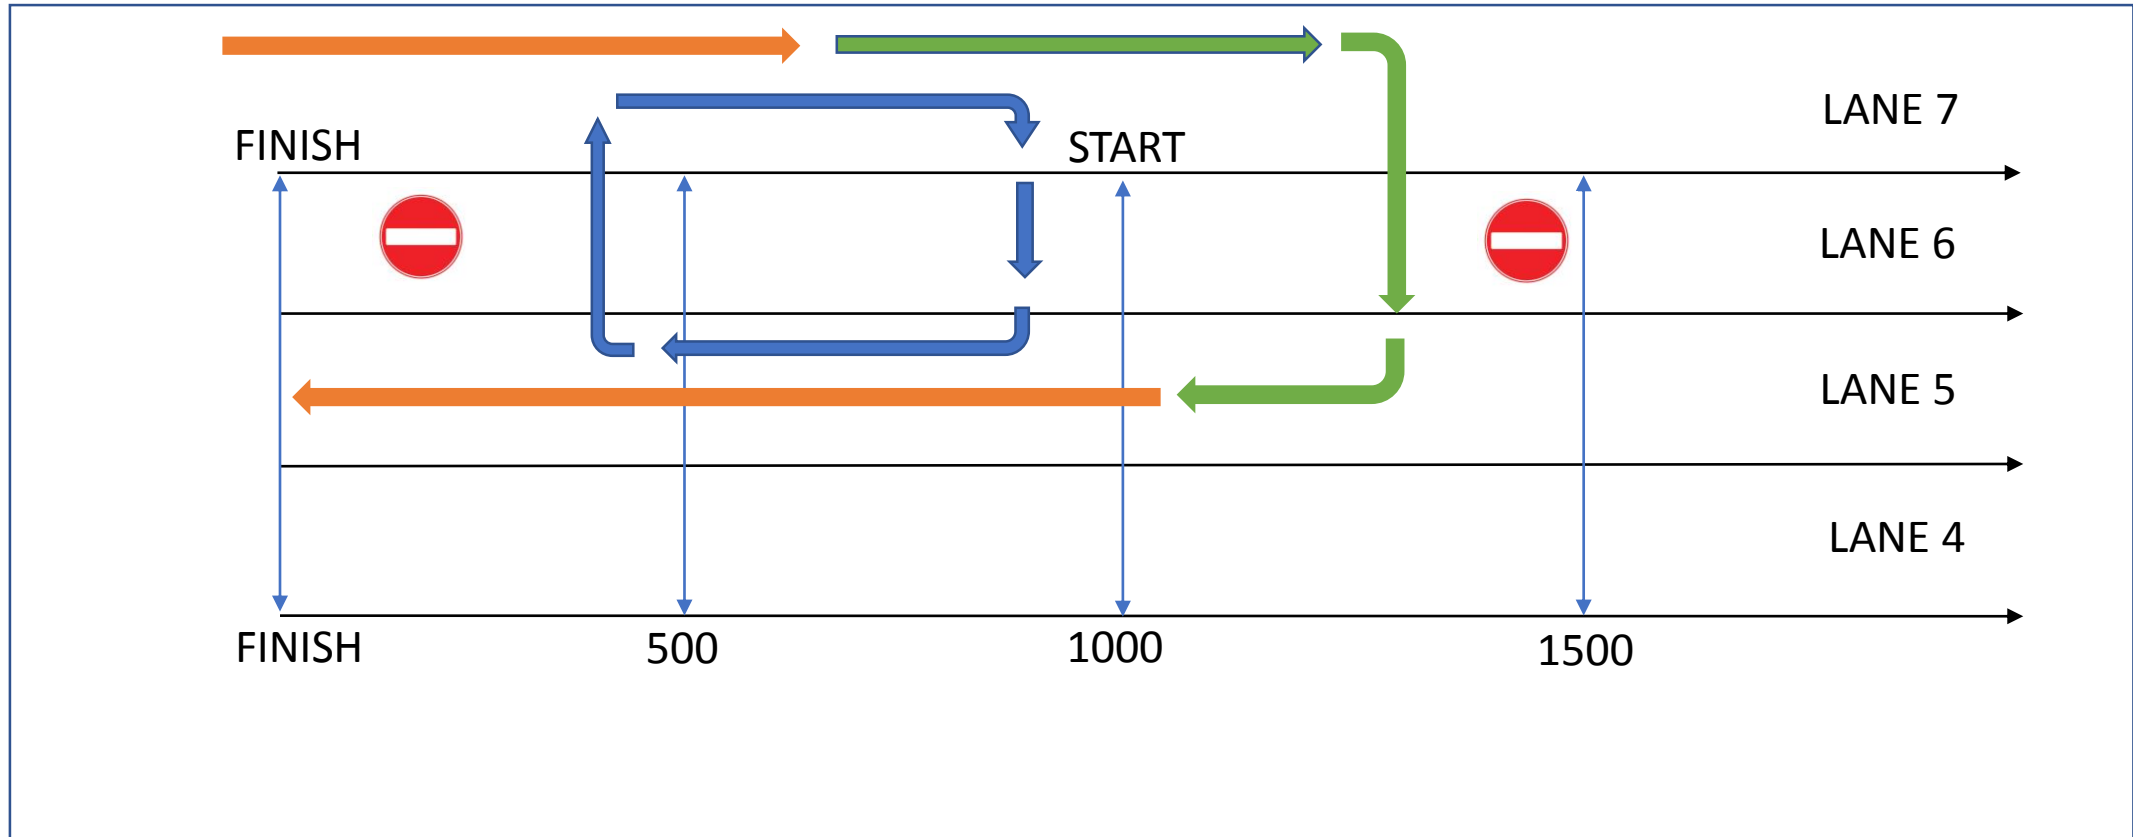 LANE 7
FINISH START
LANE 6
LANE 5
LANE 4
FINISH 500 1000 1500